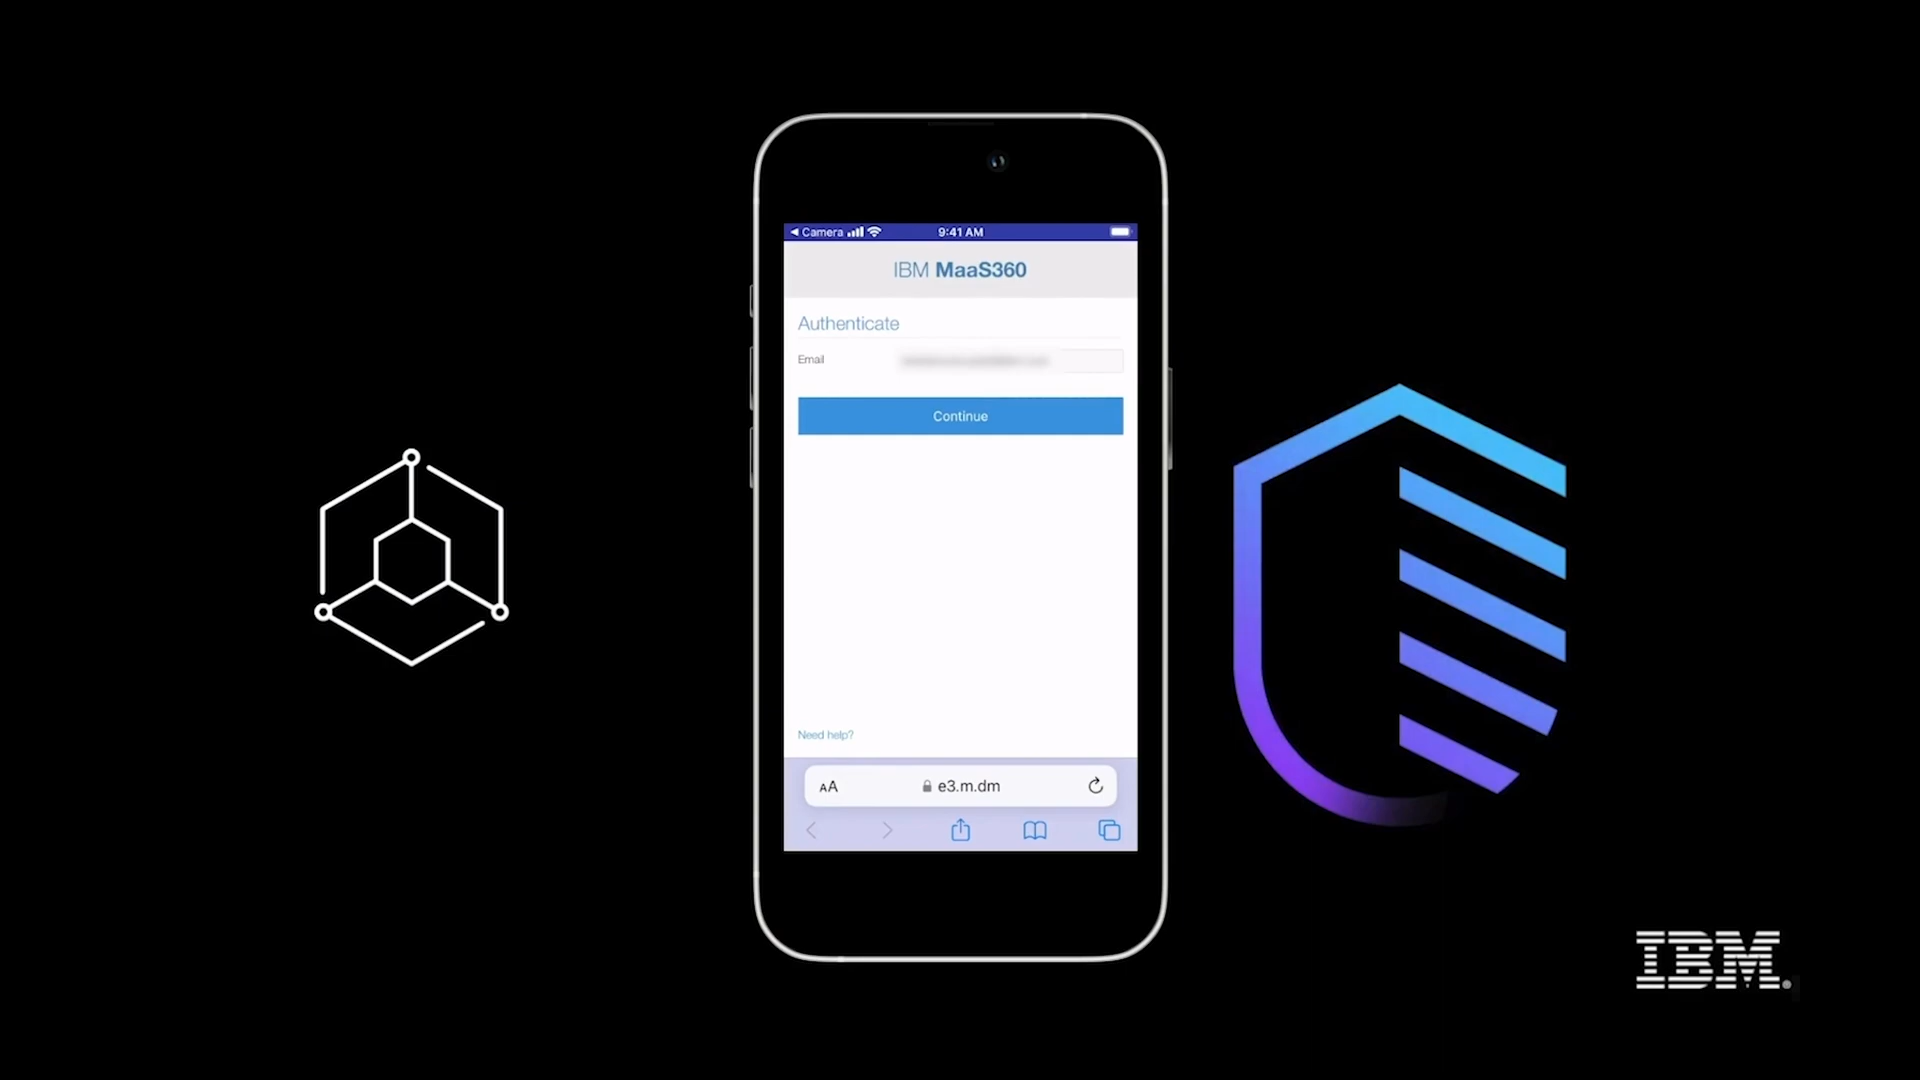 Camera
9:41 AM
IBM MaaS360
Authenticate
Email
Continue
Need help?
AA
e3.m.dm
IBM